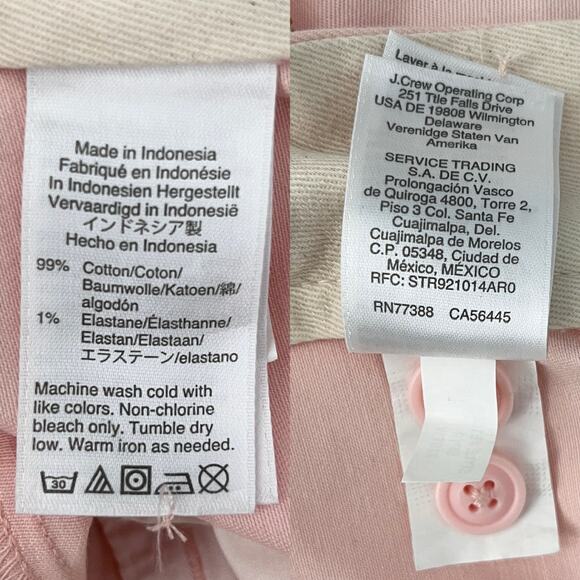 Made in Indonesia
Fabriqué en Indonésie
In Indonesien Hergestellt
Vervaardigd in Indonesië
インドネシア製
Hecho en Indonesia
99% Cotton/Coton/
Baumwolle/Katoen/綿/
algodón
1% Elastane/Élasthanne/
Elastan/Elastaan/
エラステーン/elastano
Machine wash cold with
like colors. Non-chlorine
bleach only. Tumble dry
low. Warm iron as needed.
30
Laver à la
J.Crew Operating Corp
251 Ttle Falls Drive
USA DE 19808 Wilmington
Delaware
Verenidge Staten Van
Amerika
SERVICE TRADING
S.A. DE C.V.
Prolongación Vasco
de Quiroga 4800, Torre 2,
Piso 3 Col. Santa Fe
Cuajimalpa, Del.
Cuajimalpa de Morelos
C.P. 05348, Ciudad de
México, MÉXICO
RFC: STR921014AR0
RN77388 CA56445